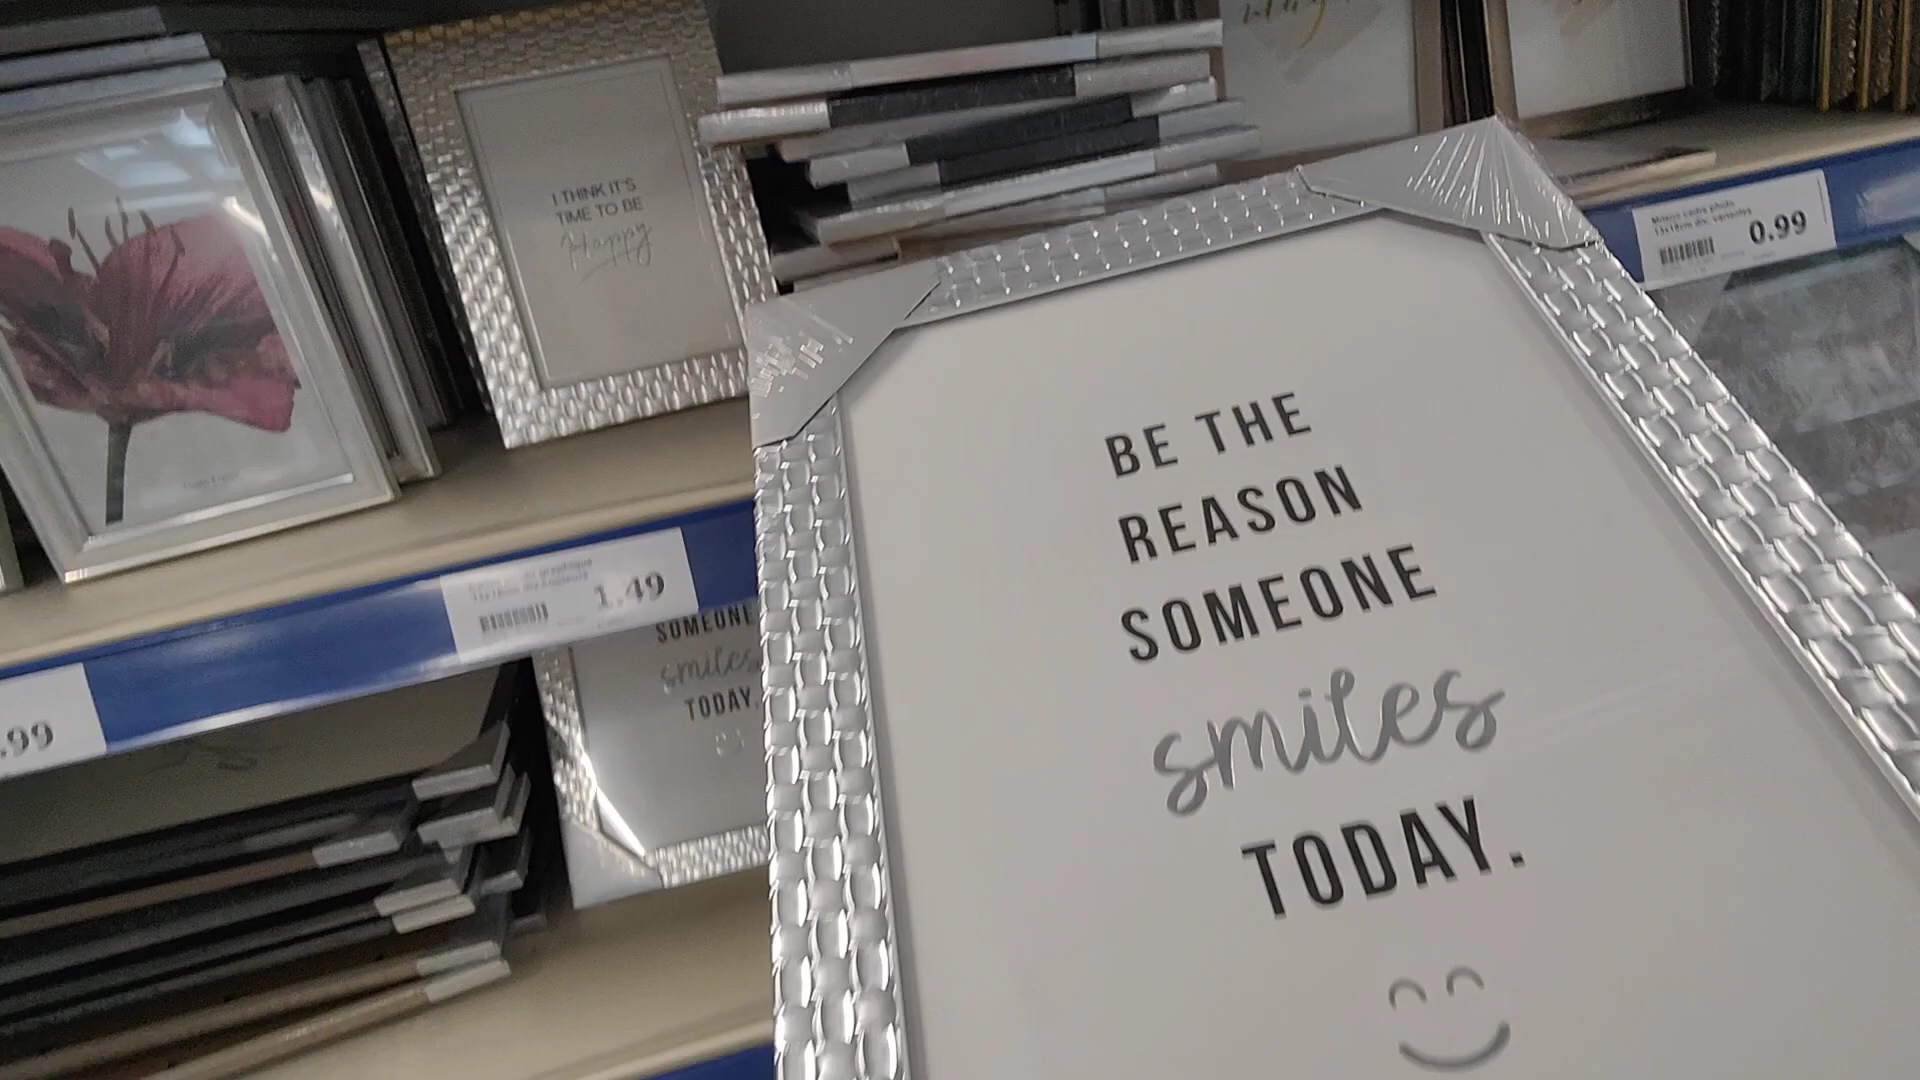 I THINK IT'S
TIME TO BE
Happy
0.99
1.49
.99
SOMEONE
smiles
TODAY.
BE THE
REASON
SOMEONE
smiles
TODAY.